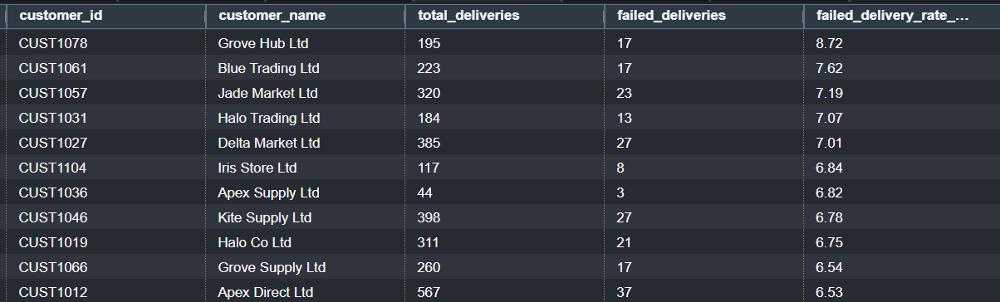 customer_id customer_name total_deliveries failed_deliveries failed_delivery_rate_...
CUST1078 Grove Hub Ltd 195 17 8.72
CUST1061 Blue Trading Ltd 223 17 7.62
CUST1057 Jade Market Ltd 320 23 7.19
CUST1031 Halo Trading Ltd 184 13 7.07
CUST1027 Delta Market Ltd 385 27 7.01
CUST1104 Iris Store Ltd 117 8 6.84
CUST1036 Apex Supply Ltd 44 3 6.82
CUST1046 Kite Supply Ltd 398 27 6.78
CUST1019 Halo Co Ltd 311 21 6.75
CUST1066 Grove Supply Ltd 260 17 6.54
CUST1012 Apex Direct Ltd 567 37 6.53